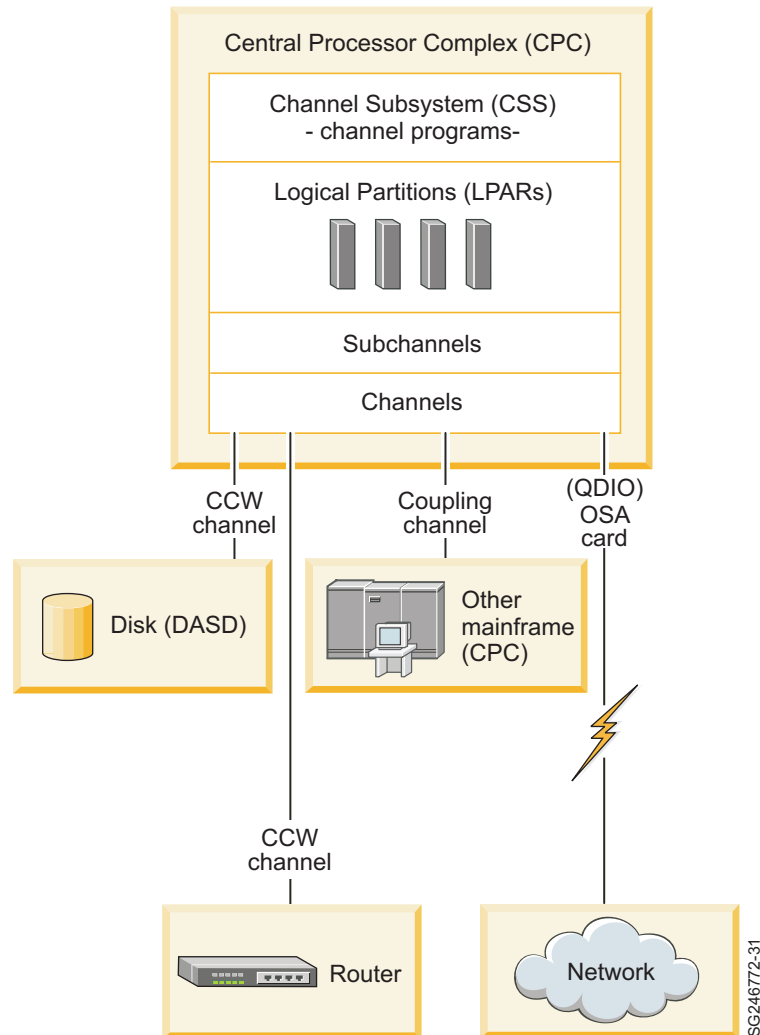 Central Processor Complex (CPC)
Channel Subsystem (CSS)
- channel programs-
Logical Partitions (LPARs)
Subchannels
Channels
CCW
channel
Coupling
channel
(QDIO)
OSA
card
Disk (DASD)
Other
mainframe
(CPC)
CCW
channel
Router
Network
SG246772-31